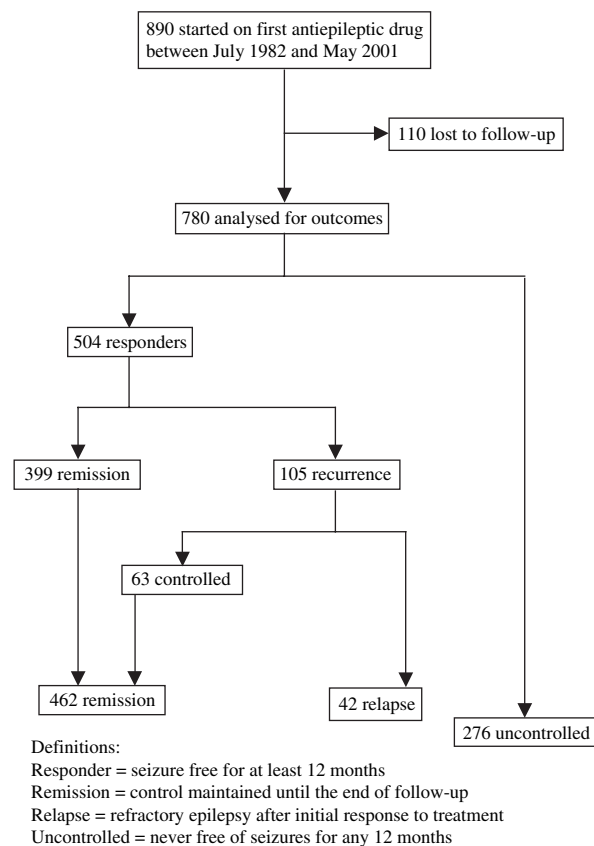 890 started on first antiepileptic drug
between July 1982 and May 2001
110 lost to follow-up
780 analysed for outcomes
504 responders
399 remission
105 recurrence
63 controlled
462 remission
42 relapse
276 uncontrolled
Definitions:
Responder = seizure free for at least 12 months
Remission = control maintained until the end of follow-up
Relapse = refractory epilepsy after initial response to treatment
Uncontrolled = never free of seizures for any 12 months